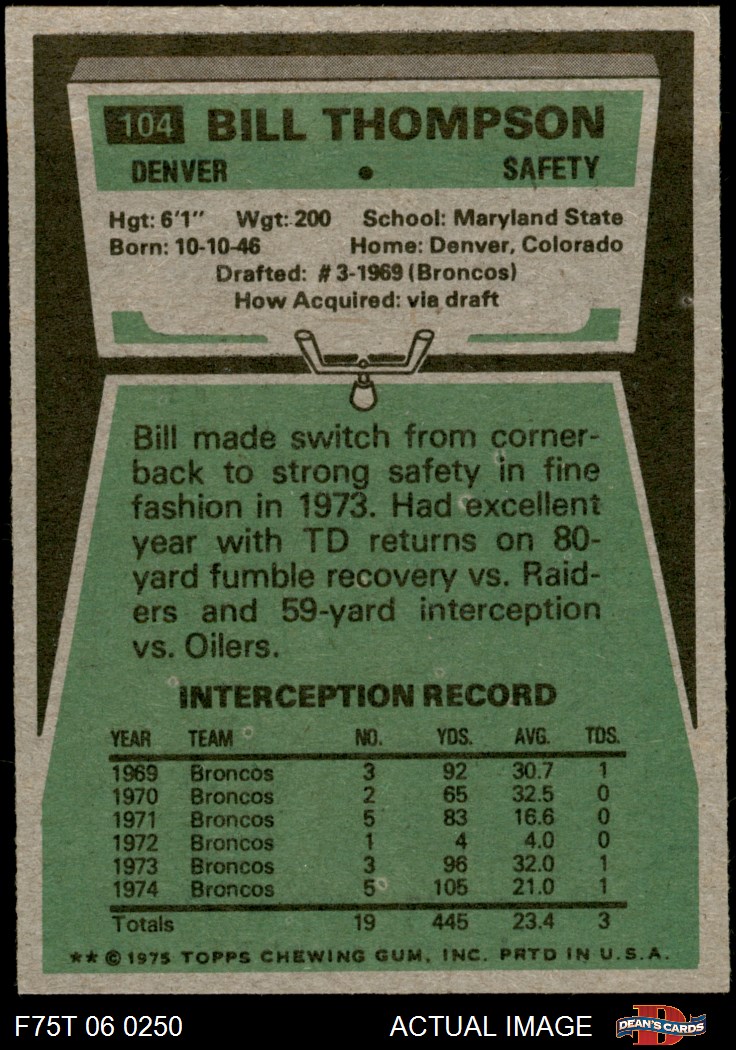 104 BILL THOMPSON
DENVER • SAFETY
Hgt: 6'1" Wgt: 200 School: Maryland State
Born: 10-10-46 Home: Denver, Colorado
Drafted: #3-1969 (Broncos)
How Acquired: via draft
Bill made switch from corner-
back to strong safety in fine
fashion in 1973. Had excellent
year with TD returns on 80-
yard fumble recovery vs. Raid-
ers and 59-yard interception
vs. Oilers.
INTERCEPTION RECORD
YEAR TEAM NO. YDS. AVG. TDS.
1969 Broncos 3 92 30.7 1
1970 Broncos 2 65 32.5 0
1971 Broncos 5 83 16.6 0
1972 Broncos 1 4 4.0 0
1973 Broncos 3 96 32.0 1
1974 Broncos 5 105 21.0 1
Totals 19 445 23.4 3
** © 1975 TOPPS CHEWING GUM, INC. PRTD IN U.S.A.
F75T 06 0250 ACTUAL IMAGE D DEAN'S CARDS